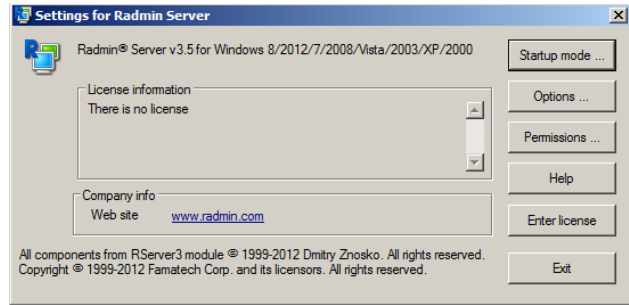 Settings for Radmin Server
Radmin® Server v3.5 for Windows 8/2012/7/2008/Vista/2003/XP/2000
Startup mode ...
License information
There is no license
Options ...
Permissions ...
Help
Company info
Web site www.radmin.com
Enter license
All components from RServer3 module © 1999-2012 Dmitry Znosko. All rights reserved.
Copyright © 1999-2012 Famatech Corp. and its licensors. All rights reserved.
Exit